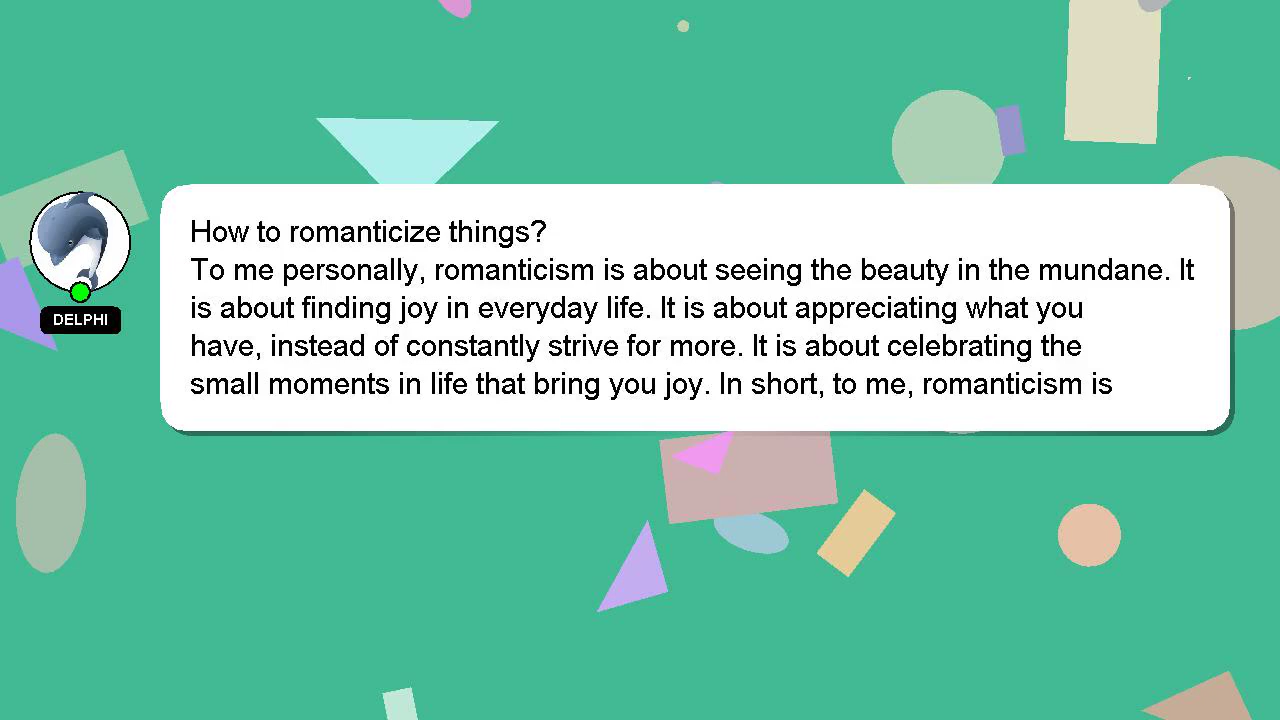 How to romanticize things?
To me personally, romanticism is about seeing the beauty in the mundane. It
is about finding joy in everyday life. It is about appreciating what you
have, instead of constantly strive for more. It is about celebrating the
small moments in life that bring you joy. In short, to me, romanticism is
DELPHI